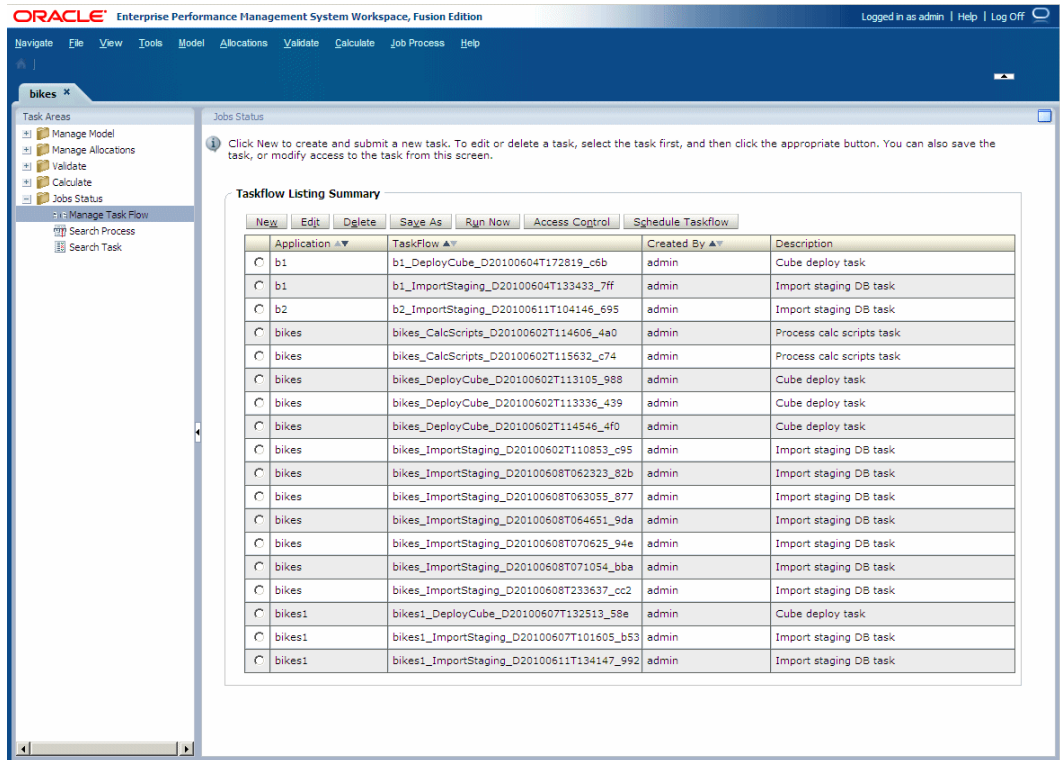 ORACLE Enterprise Performance Management System Workspace, Fusion Edition Logged in as admin | Help | Log Off
Navigate File View Tools Model Allocations Validate Calculate Job Process Help
bikes
Task Areas
Manage Model
Manage Allocations
Validate
Calculate
Jobs Status
Manage Task Flow
Search Process
Search Task
Jobs Status
Click New to create and submit a new task. To edit or delete a task, select the task first, and then click the appropriate button. You can also save the
task, or modify access to the task from this screen.
Taskflow Listing Summary
New Edit Delete Save As Run Now Access Control Schedule Taskflow
Application TaskFlow Created By Description
b1 b1_DeployCube_D20100604T172819_c6b admin Cube deploy task
b1 b1_ImportStaging_D20100604T133433_7ff admin Import staging DB task
b2 b2_ImportStaging_D20100611T104146_695 admin Import staging DB task
bikes bikes_CalcScripts_D20100602T114606_4a0 admin Process calc scripts task
bikes bikes_CalcScripts_D20100602T115632_c74 admin Process calc scripts task
bikes bikes_DeployCube_D20100602T113105_988 admin Cube deploy task
bikes bikes_DeployCube_D20100602T113336_439 admin Cube deploy task
bikes bikes_DeployCube_D20100602T114546_4f0 admin Cube deploy task
bikes bikes_ImportStaging_D20100602T110853_c95 admin Import staging DB task
bikes bikes_ImportStaging_D20100608T062323_82b admin Import staging DB task
bikes bikes_ImportStaging_D20100608T063055_877 admin Import staging DB task
bikes bikes_ImportStaging_D20100608T064651_9da admin Import staging DB task
bikes bikes_ImportStaging_D20100608T070625_94e admin Import staging DB task
bikes bikes_ImportStaging_D20100608T071054_bba admin Import staging DB task
bikes bikes_ImportStaging_D20100608T233637_cc2 admin Import staging DB task
bikes1 bikes1_DeployCube_D20100607T132513_58e admin Cube deploy task
bikes1 bikes1_ImportStaging_D20100607T101605_b53 admin Import staging DB task
bikes1 bikes1_ImportStaging_D20100611T134147_992 admin Import staging DB task